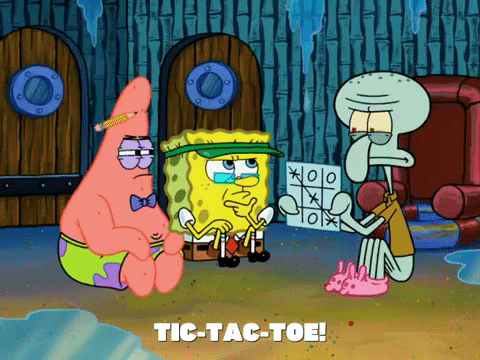 X O O
X
O X
TIC-TAC-TOE!